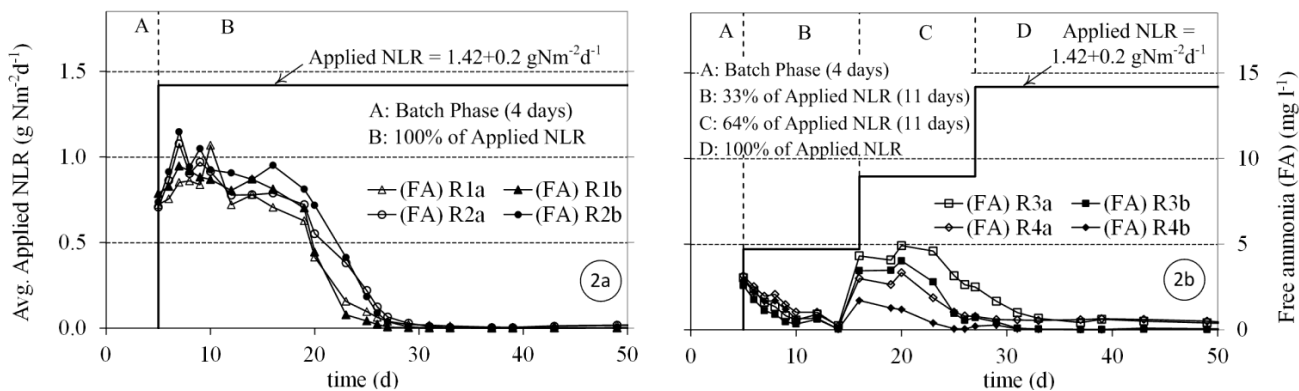 A
B
Applied NLR = 1.42+0.2 gNm-2d-1
A: Batch Phase (4 days)
B: 100% of Applied NLR
(FA) R1a
(FA) R1b
(FA) R2a
(FA) R2b
2a
Avg. Applied NLR (g Nm-2d-1)
1.5
1.0
0.5
0.0
0
10
20
30
40
50
time (d)
A
B
C
D
Applied NLR =
1.42+0.2 gNm-2d-1
A: Batch Phase (4 days)
B: 33% of Applied NLR (11 days)
C: 64% of Applied NLR (11 days)
D: 100% of Applied NLR
(FA) R3a
(FA) R3b
(FA) R4a
(FA) R4b
2b
15
10
5
0
Free ammonia (FA) (mg l-1)
0
10
20
30
40
50
time (d)